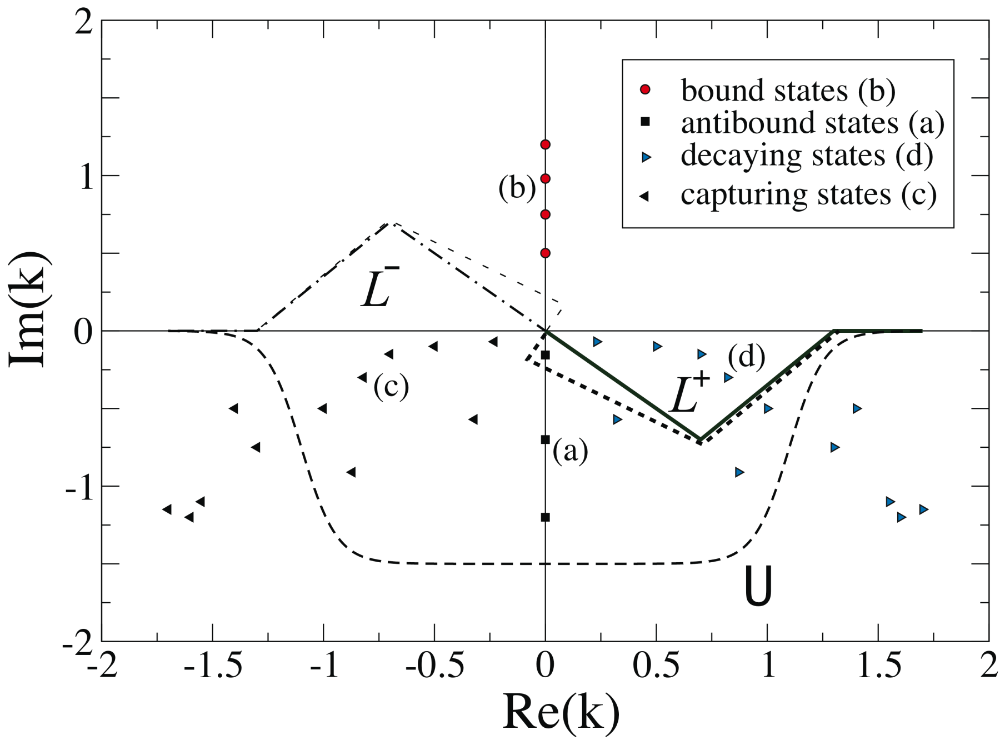 2
1
0
-1
-2
Im(k)
bound states (b)
antibound states (a)
decaying states (d)
capturing states (c)
(b)
L⁻
(d)
L⁺
(c)
(a)
U
-2 -1.5 -1 -0.5 0 0.5 1 1.5 2
Re(k)